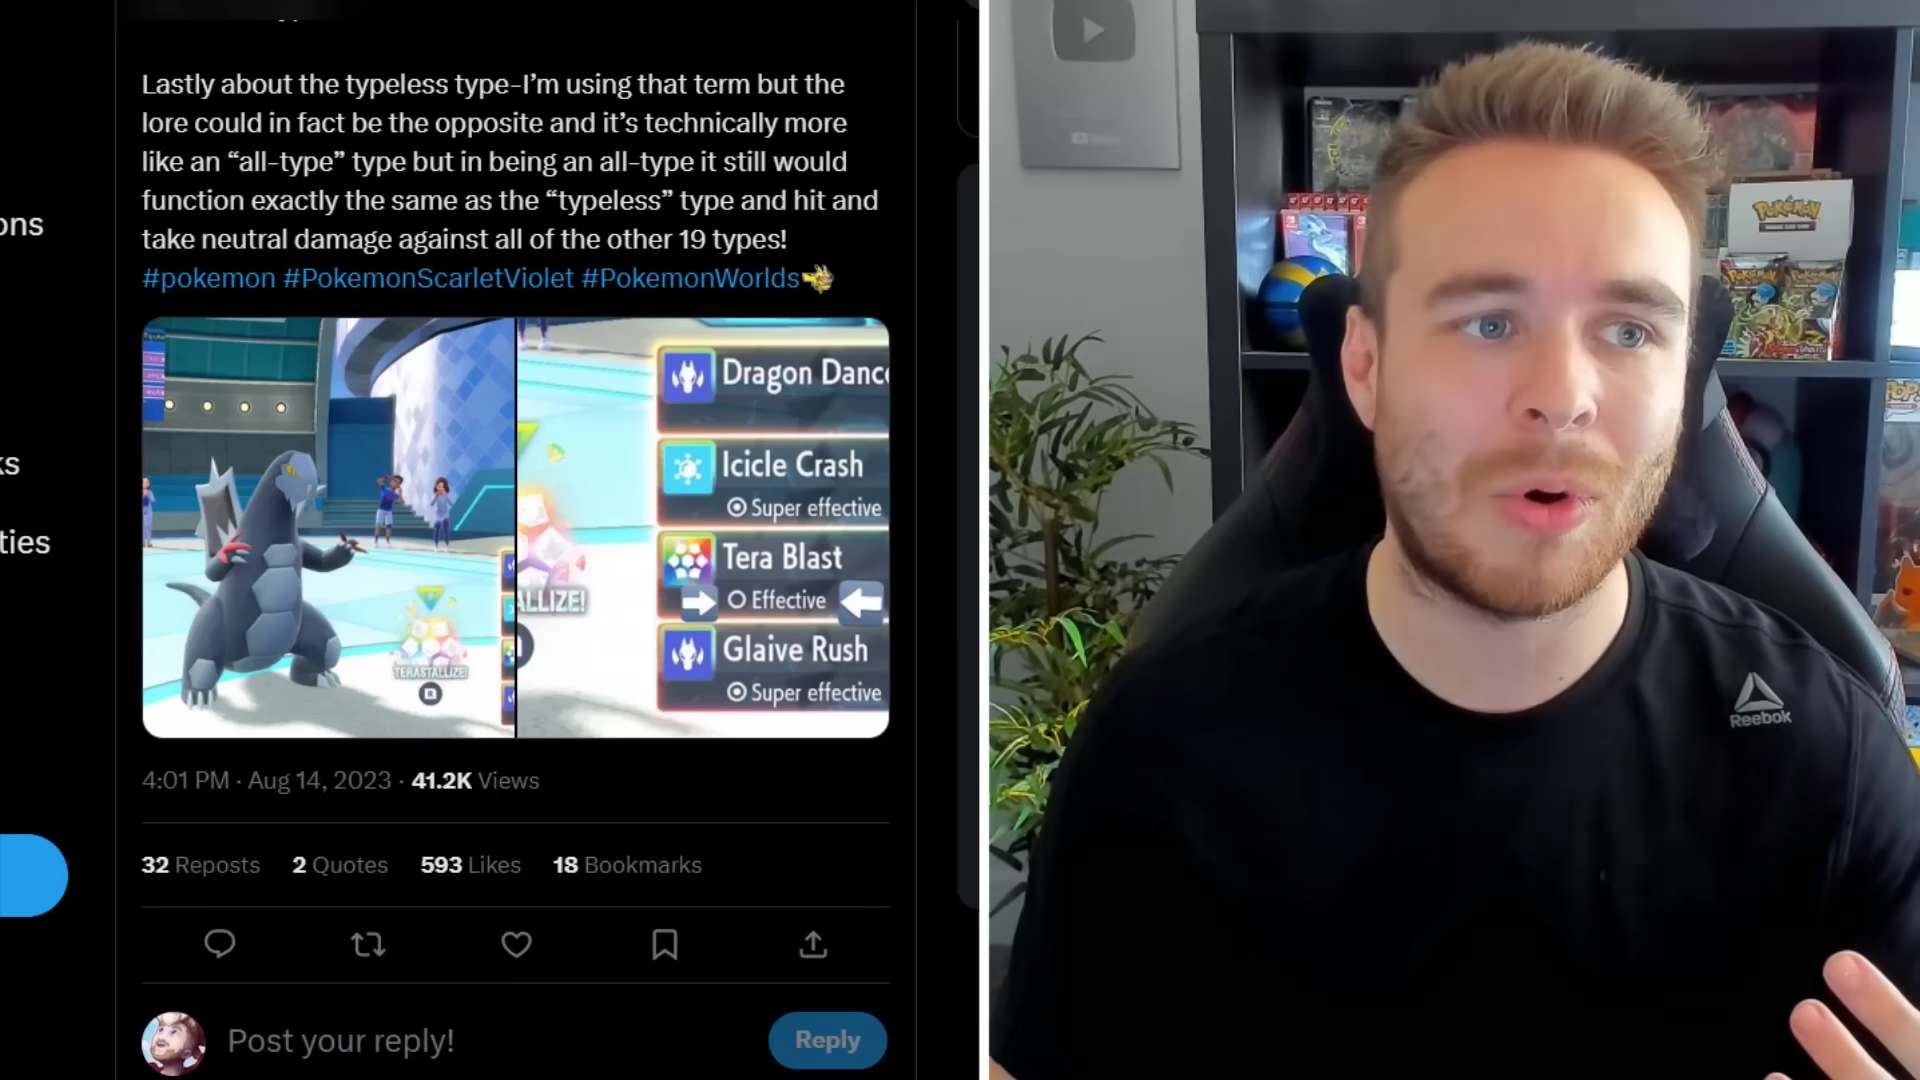 Lastly about the typeless type-I’m using that term but the
lore could in fact be the opposite and it’s technically more
like an “all-type” type but in being an all-type it still would
function exactly the same as the “typeless” type and hit and
take neutral damage against all of the other 19 types!
#pokemon #PokemonScarletViolet #PokemonWorlds
ons
ks
ties
Dragon Danc
Icicle Crash
Super effective
Tera Blast
Effective
Glaive Rush
Super effective
TERASTALLIZE!
R
ALLIZE!
4:01 PM · Aug 14, 2023 · 41.2K Views
32 Reposts 2 Quotes 593 Likes 18 Bookmarks
Post your reply!
Reply
POKÉMON
POKÉMON
POKÉMON
POP!
Reebok